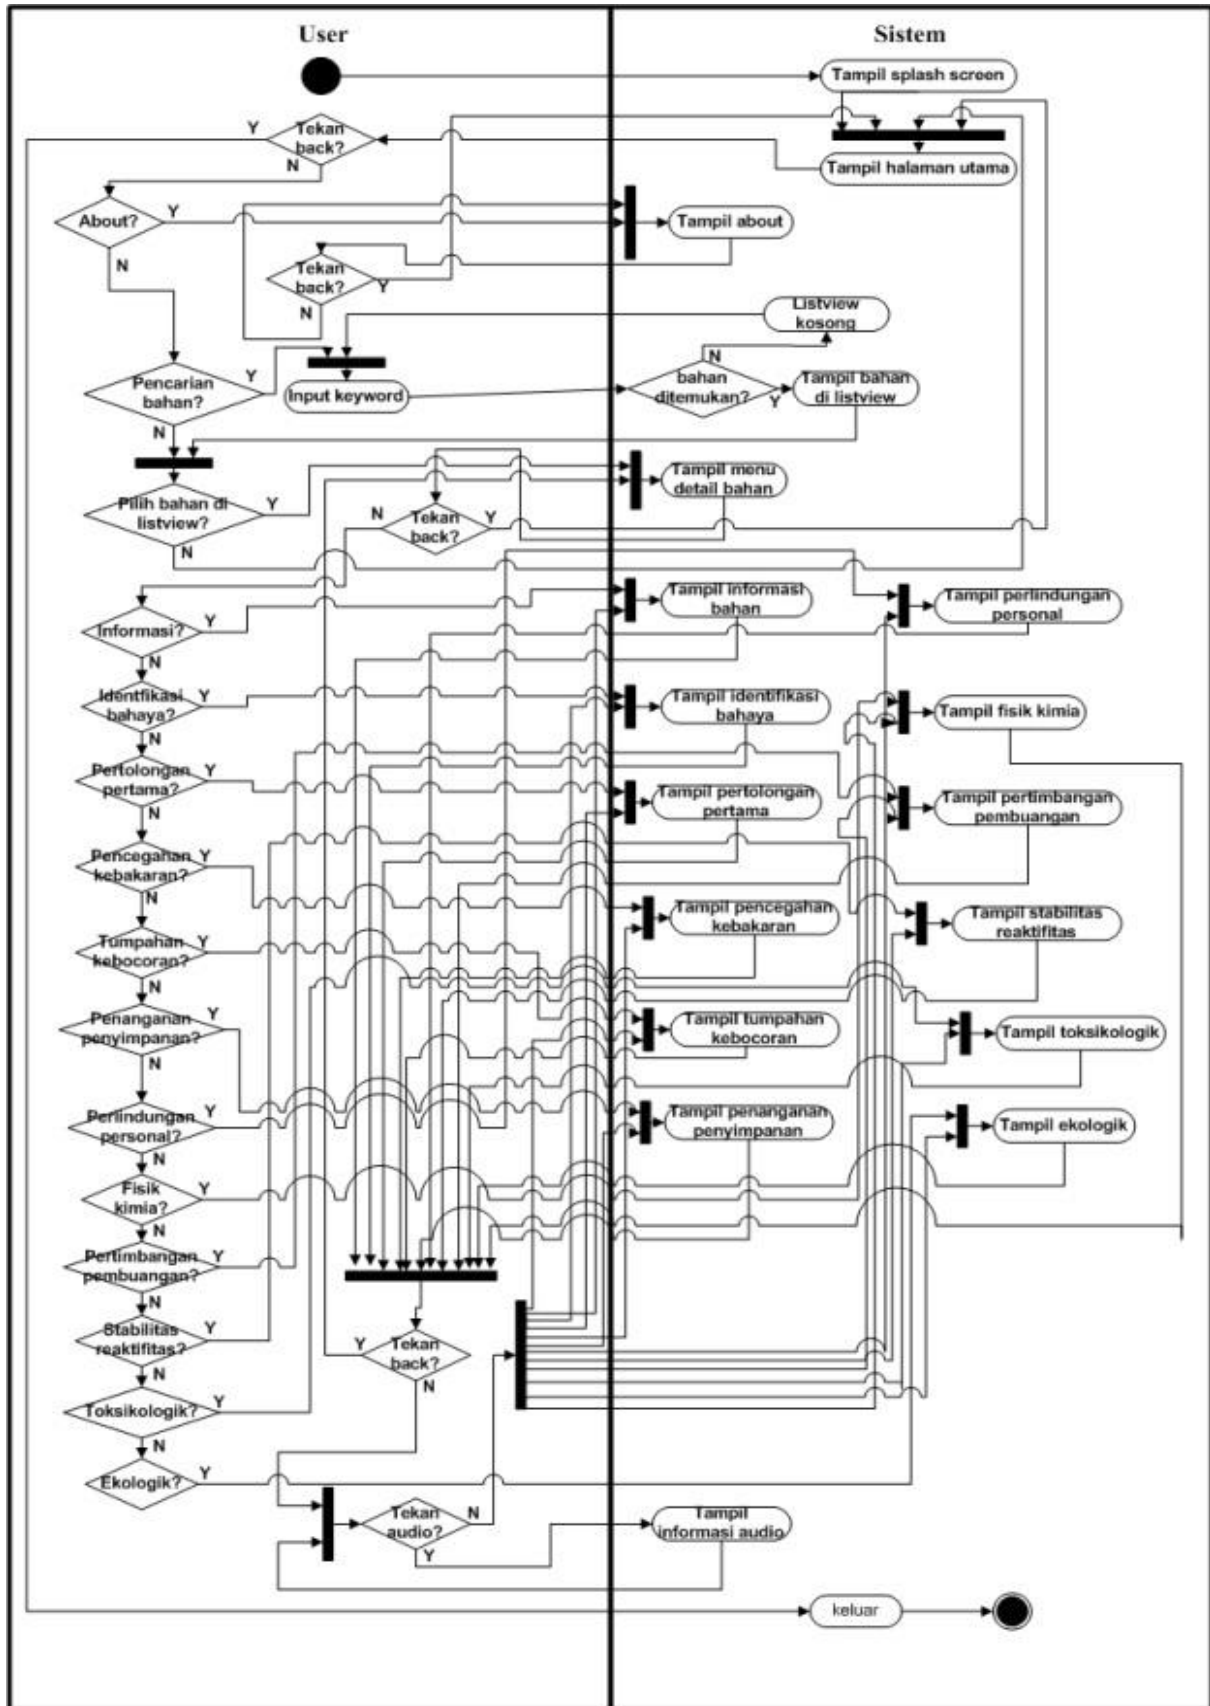 User
Sistem
Tampil splash screen
Y
Tekan
back?
N
Tampil halaman utama
About?
Y
Tampil about
N
Tekan
back?
Y
N
Listview
kosong
N
Pencarian
bahan?
Y
Input keyword
bahan
ditemukan?
Y
Tampil bahan
di listview
N
Pilih bahan di
listview?
Y
N
Tekan
back?
Y
Tampil menu
detail bahan
N
Informasi?
Y
Tampil informasi
bahan
Tampil perlindungan
personal
N
Identfikasi
bahaya?
Y
Tampil identifikasi
bahaya
Tampil fisik kimia
N
Pertolongan
pertama?
Y
Tampil pertolongan
pertama
Tampil pertimbangan
pembuangan
N
Pencegahan
kebakaran?
Y
Tampil pencegahan
kebakaran
Tampil stabilitas
reaktifitas
N
Tumpahan
kebocoran?
Y
Tampil tumpahan
kebocoran
Tampil toksikologik
N
Penanganan
penyimpanan?
Y
Tampil penanganan
penyimpanan
Tampil ekologik
N
Perlindungan
personal?
Y
N
Fisik
kimia?
Y
N
Pertimbangan
pembuangan?
Y
N
Stabilitas
reaktifitas?
Y
Y
Tekan
back?
N
N
Toksikologik?
Y
N
Ekologik?
Y
Tekan
audio?
N
Y
Tampil
informasi audio
keluar